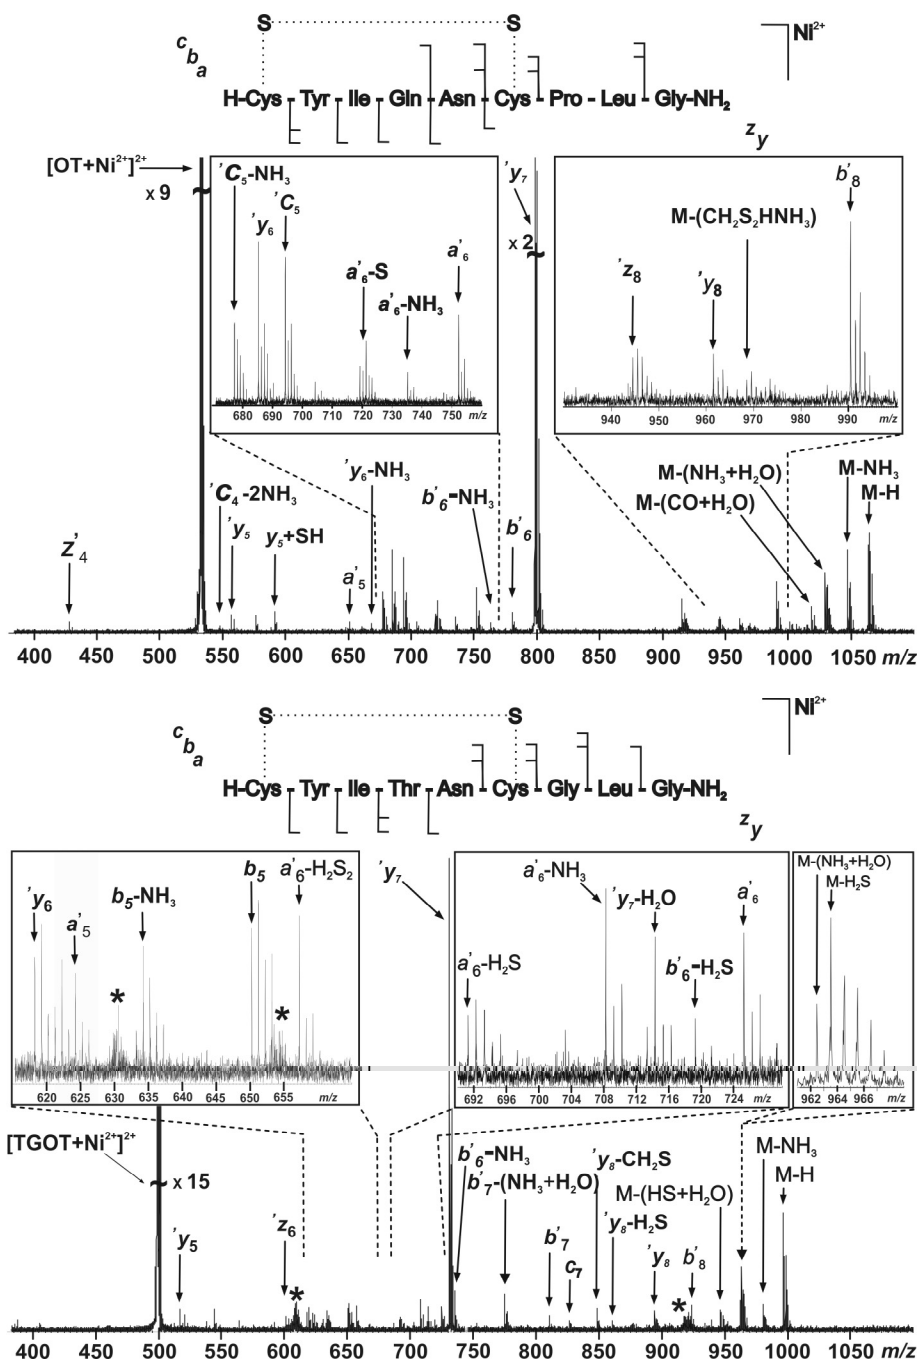 S S
Ni²⁺
c
b
a
H-Cys - Tyr - Ile - Gln - Asn - Cys - Pro - Leu - Gly-NH₂
z
y
[OT+Ni²⁺]²⁺
x 9
'C₅-NH₃
'y₆
'C₅
a'₆-S
a'₆-NH₃
a'₆
680 690 700 710 720 730 740 750 m/z
'y₇
x 2
'z₈
'y₈
M-(CH₂S₂HNH₃)
b'₈
940 950 960 970 980 990 m/z
z'₄
'C₄-2NH₃
'y₅
y₅+SH
a'₅
'y₆-NH₃
b'₆-NH₃
b'₆
M-(NH₃+H₂O)
M-(CO+H₂O)
M-NH₃
M-H
400 450 500 550 600 650 700 750 800 850 900 950 1000 1050 m/z
S S
Ni²⁺
c
b
a
H-Cys - Tyr - Ile - Thr - Asn - Cys - Gly - Leu - Gly-NH₂
z
y
'y₆
a'₅
*
b₅-NH₃
b₅
*
a'₆-H₂S₂
620 625 630 635 640 645 650 655 m/z
'y₇
a'₆-H₂S
a'₆-NH₃
'y₇-H₂O
b'₆-H₂S
a'₆
692 696 700 704 708 712 716 720 724 m/z
M-(NH₃+H₂O)
M-H₂S
962 964 966 m/z
[TGOT+Ni²⁺]²⁺
x 15
'y₅
'z₆
*
b'₆-NH₃
b'₇-(NH₃+H₂O)
b'₇
c₇
'y₈-CH₂S
'y₈-H₂S
M-(HS+H₂O)
'y₈
*
b'₈
M-NH₃
M-H
400 450 500 550 600 650 700 750 800 850 900 950 1000 1050 m/z